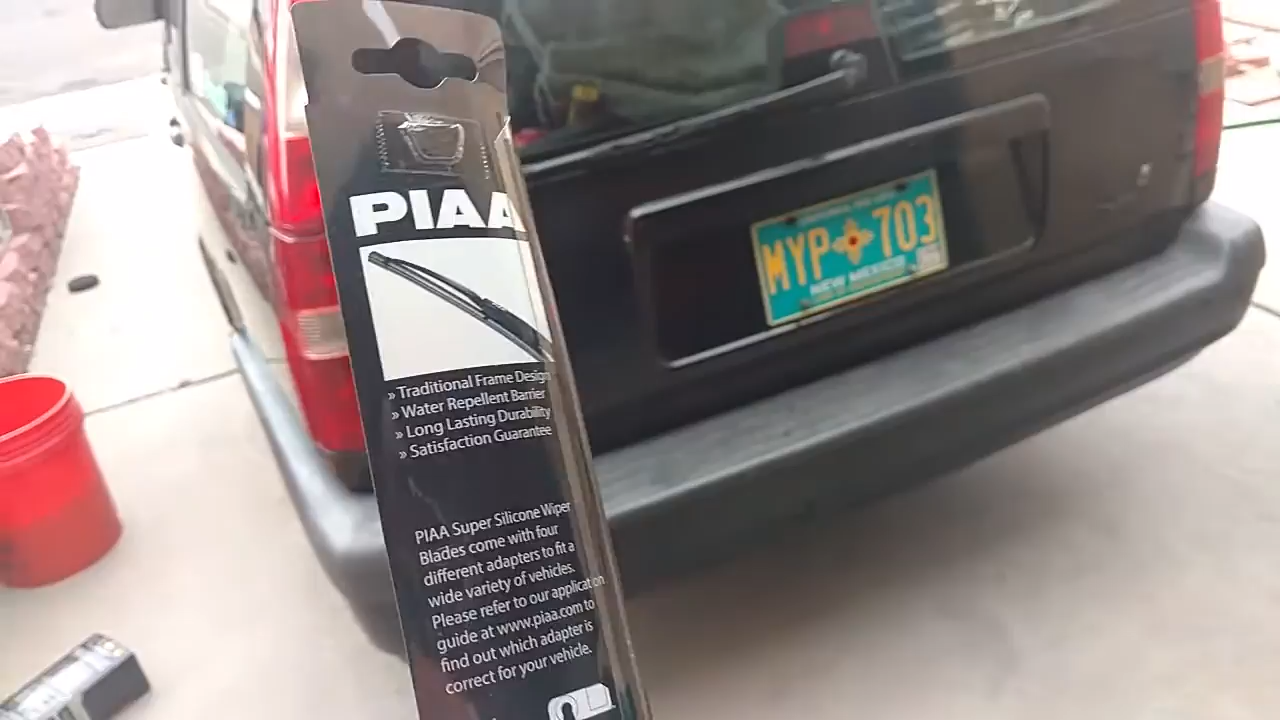 PIAA
» Traditional Frame Design
» Water Repellent Barrier
» Long Lasting Durability
» Satisfaction Guarantee
PIAA Super Silicone Wiper
Blades come with four
different adapters to fit a
wide variety of vehicles.
Please refer to our application
guide at www.piaa.com to
find out which adapter is
correct for your vehicle.
MYP 703
NEW MEXICO